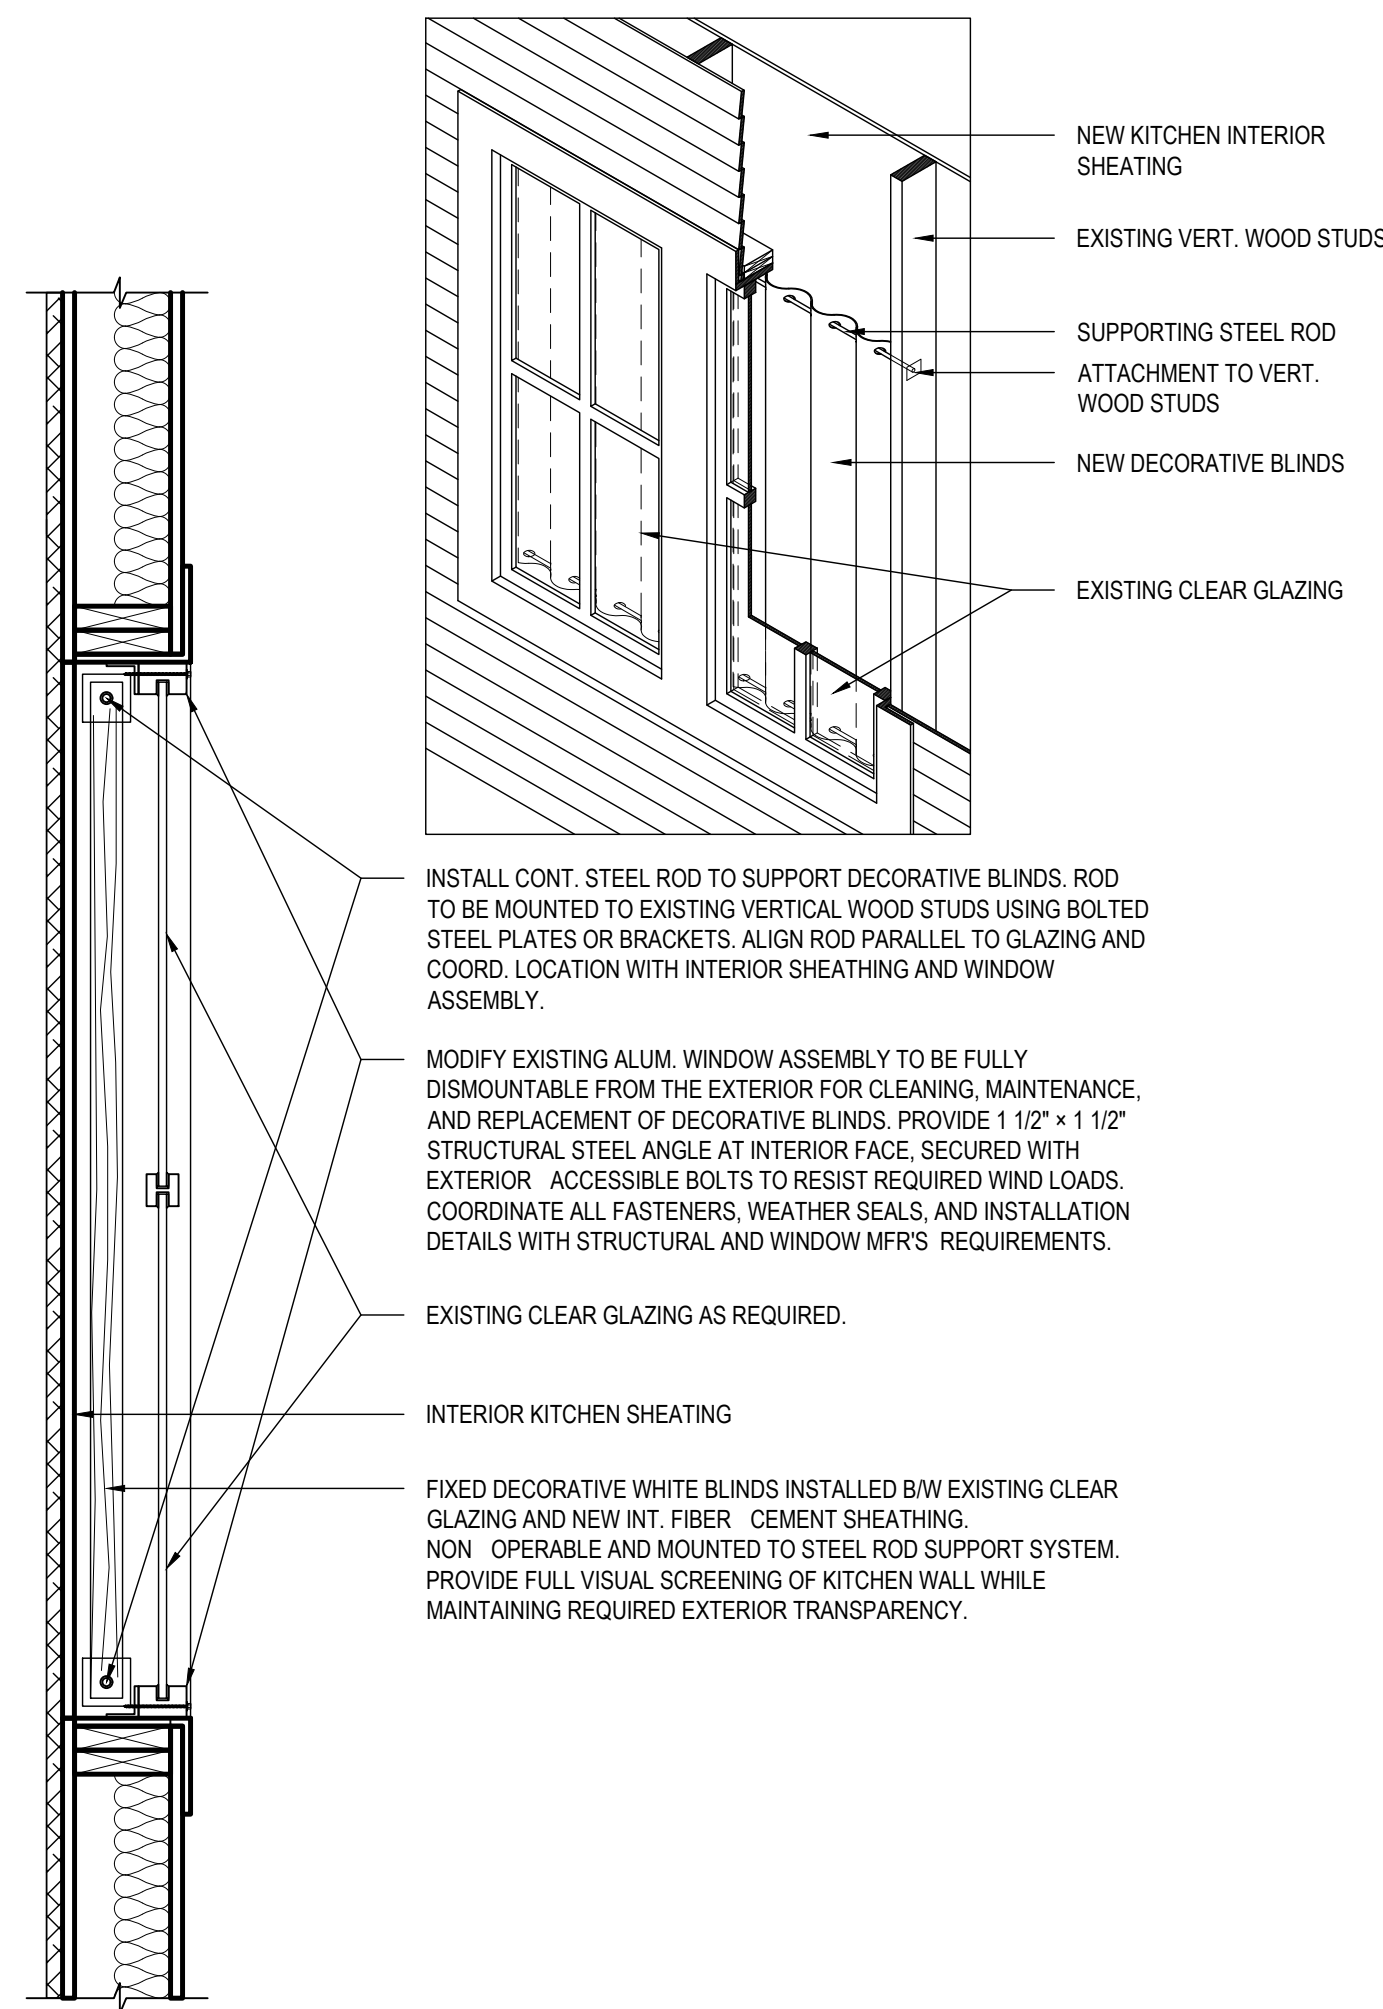 NEW KITCHEN INTERIOR
SHEATING
EXISTING VERT. WOOD STUDS
SUPPORTING STEEL ROD
ATTACHMENT TO VERT.
WOOD STUDS
NEW DECORATIVE BLINDS
EXISTING CLEAR GLAZING
INSTALL CONT. STEEL ROD TO SUPPORT DECORATIVE BLINDS. ROD
TO BE MOUNTED TO EXISTING VERTICAL WOOD STUDS USING BOLTED
STEEL PLATES OR BRACKETS. ALIGN ROD PARALLEL TO GLAZING AND
COORD. LOCATION WITH INTERIOR SHEATHING AND WINDOW
ASSEMBLY.
MODIFY EXISTING ALUM. WINDOW ASSEMBLY TO BE FULLY
DISMOUNTABLE FROM THE EXTERIOR FOR CLEANING, MAINTENANCE,
AND REPLACEMENT OF DECORATIVE BLINDS. PROVIDE 1 1/2" × 1 1/2"
STRUCTURAL STEEL ANGLE AT INTERIOR FACE, SECURED WITH
EXTERIOR ACCESSIBLE BOLTS TO RESIST REQUIRED WIND LOADS.
COORDINATE ALL FASTENERS, WEATHER SEALS, AND INSTALLATION
DETAILS WITH STRUCTURAL AND WINDOW MFR'S REQUIREMENTS.
EXISTING CLEAR GLAZING AS REQUIRED.
INTERIOR KITCHEN SHEATING
FIXED DECORATIVE WHITE BLINDS INSTALLED B/W EXISTING CLEAR
GLAZING AND NEW INT. FIBER CEMENT SHEATHING.
NON OPERABLE AND MOUNTED TO STEEL ROD SUPPORT SYSTEM.
PROVIDE FULL VISUAL SCREENING OF KITCHEN WALL WHILE
MAINTAINING REQUIRED EXTERIOR TRANSPARENCY.